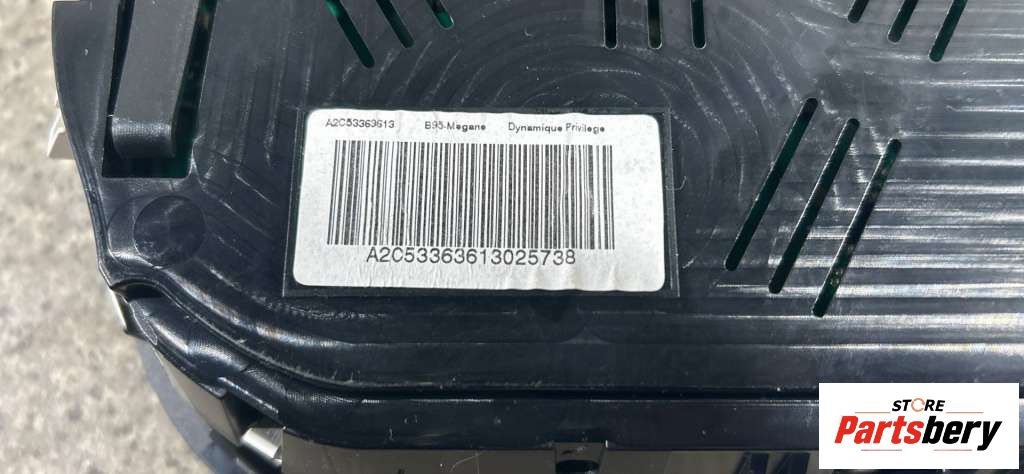 A2C53363613 B95-Megane Dynamique Privilege
A2C53363613025738
STORE
Partsbery